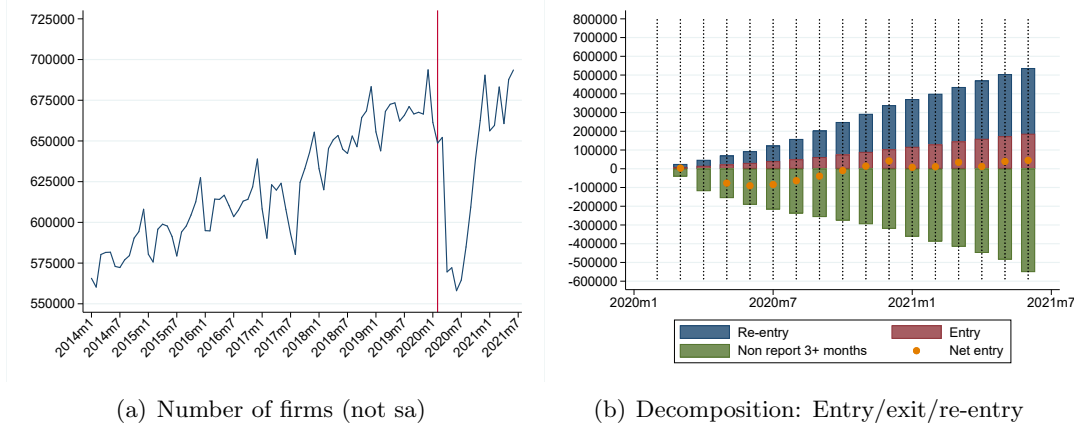 725000
700000
675000
650000
625000
600000
575000
550000
2014m1
2014m7
2015m1
2015m7
2016m1
2016m7
2017m1
2017m7
2018m1
2018m7
2019m1
2019m7
2020m1
2020m7
2021m1
2021m7
(a) Number of firms (not sa)
800000
700000
600000
500000
400000
300000
200000
100000
0
-100000
-200000
-300000
-400000
-500000
-600000
2020m1
2020m7
2021m1
2021m7
Re-entry
Entry
Non report 3+ months
Net entry
(b) Decomposition: Entry/exit/re-entry